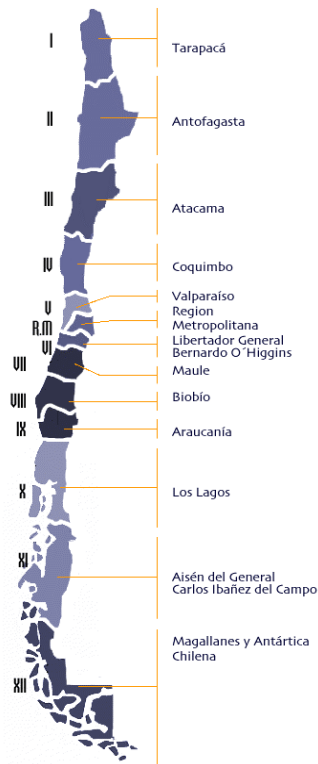 I
Tarapacá
II
Antofagasta
III
Atacama
IV
Coquimbo
V
Valparaíso
R.M
Region
Metropolitana
VI
Libertador General
Bernardo O´Higgins
VII
Maule
VIII
Biobío
IX
Araucanía
X
Los Lagos
XI
Aisén del General
Carlos Ibañez del Campo
XII
Magallanes y Antártica
Chilena